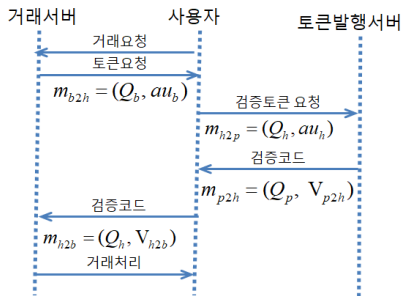 거래서버 사용자 토큰발행서버
거래요청
토큰요청
m_{b2h} = (Q_b, au_b)
검증토큰 요청
m_{h2p} = (Q_h, au_h)
검증코드
m_{p2h} = (Q_p, V_{p2h})
검증코드
m_{h2b} = (Q_h, V_{h2b})
거래처리